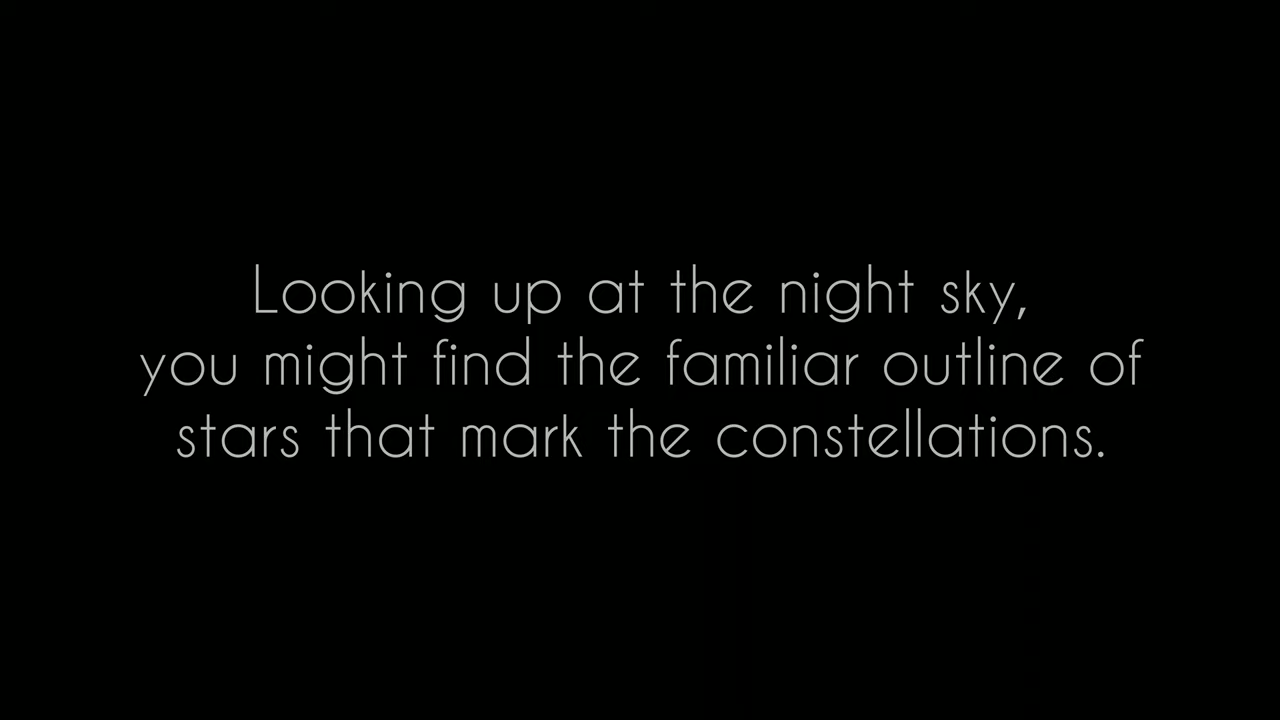 Looking up at the night sky,
you might find the familiar outline of
stars that mark the constellations.